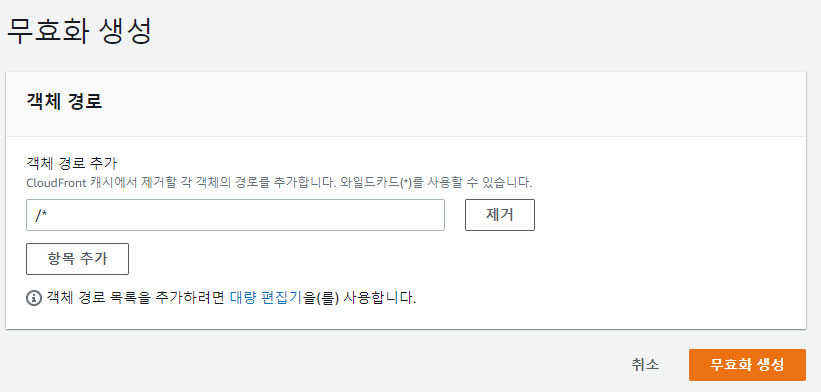 무효화 생성
객체 경로
객체 경로 추가
CloudFront 캐시에서 제거할 각 객체의 경로를 추가합니다. 와일드카드(*)를 사용할 수 있습니다.
/*
제거
항목 추가
객체 경로 목록을 추가하려면 대량 편집기을(를) 사용합니다.
취소
무효화 생성